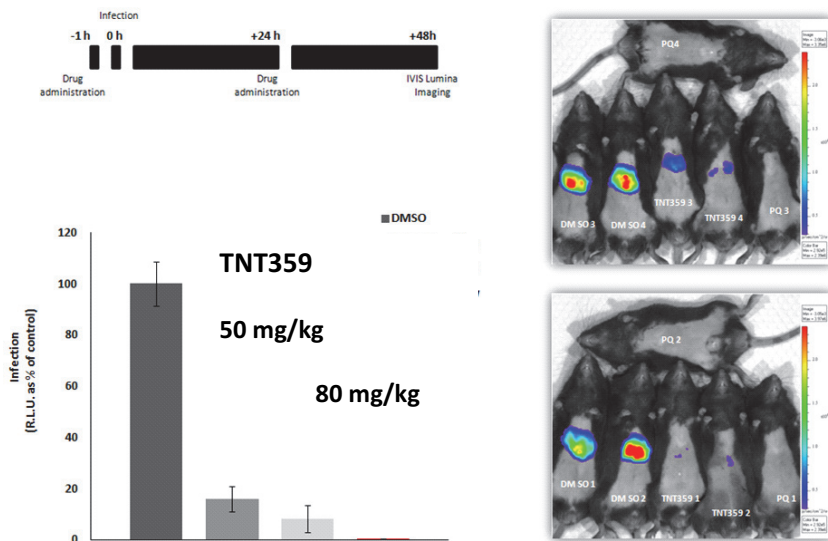 Infection
-1 h
0 h
+24 h
+48h
Drug
administration
Drug
administration
IVIS Lumina
Imaging
DMSO
Infection
(R.L.U. as % of control)
120
100
80
60
40
20
0
TNT359
50 mg/kg
80 mg/kg
PQ4
DM SO 3
DM SO 4
TNT359 3
TNT359 4
PQ 3
Image
PQ 2
DM SO 1
DM SO 2
TNT359 1
TNT359 2
PQ 1
Image